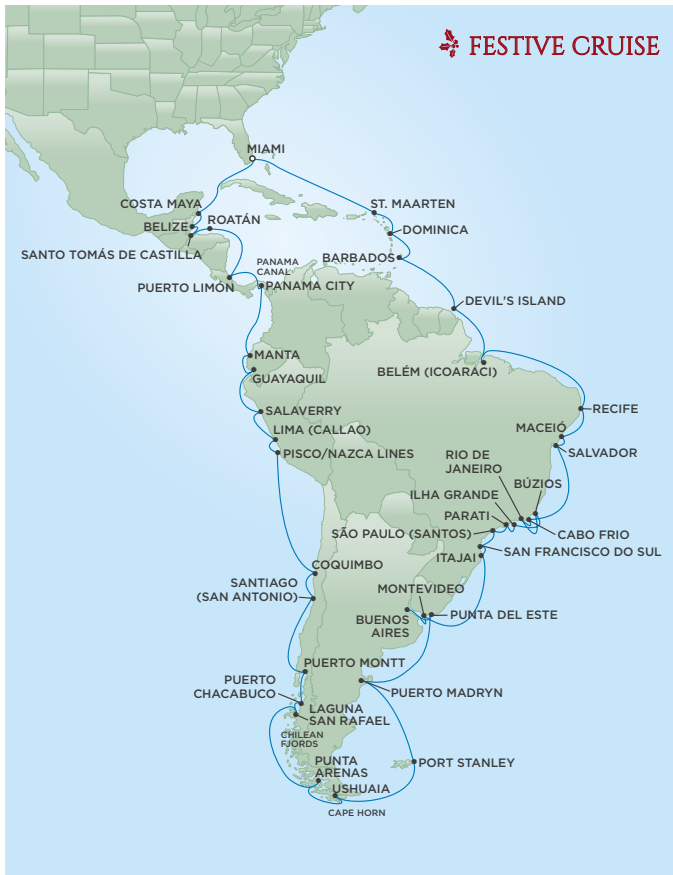 FESTIVE CRUISE
MIAMI
COSTA MAYA
ST. MAARTEN
ROATÁN
BELIZE
DOMINICA
SANTO TOMÁS DE CASTILLA
BARBADOS
PANAMA
CANAL
PUERTO LIMÓN
PANAMA CITY
DEVIL'S ISLAND
MANTA
BELÉM (ICOARACI)
GUAYAQUIL
SALAVERRY
RECIFE
LIMA (CALLAO)
MACEIÓ
PISCO/NAZCA LINES
SALVADOR
RIO DE
JANEIRO
BÚZIOS
ILHA GRANDE
PARATI
SÃO PAULO (SANTOS)
CABO FRIO
SAN FRANCISCO DO SUL
ITAJAI
COQUIMBO
SANTIAGO
(SAN ANTONIO)
MONTEVIDEO
PUNTA DEL ESTE
BUENOS
AIRES
PUERTO MONTT
PUERTO
CHACABUCO
PUERTO MADRYN
LAGUNA
SAN RAFAEL
CHILEAN
FJORDS
PUNTA
ARENAS
PORT STANLEY
USHUAIA
CAPE HORN